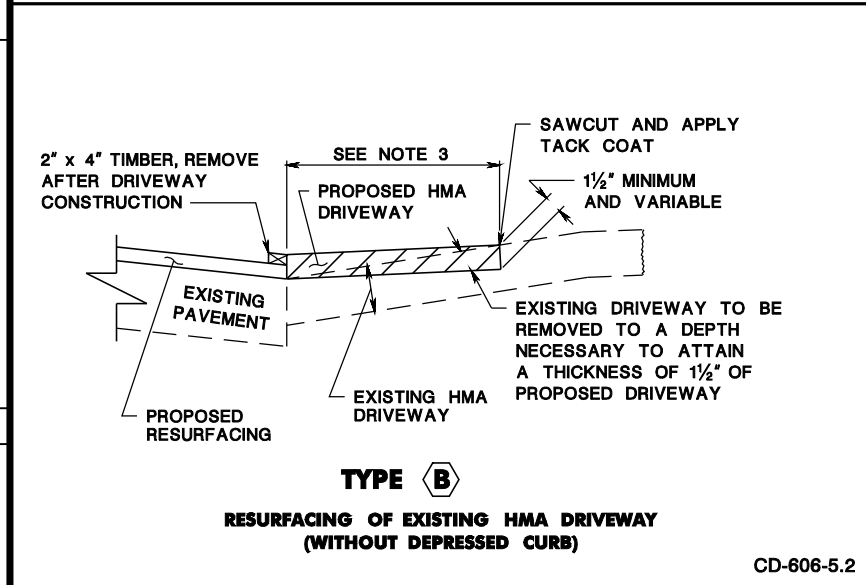 SAWCUT AND APPLY
TACK COAT
2" x 4" TIMBER, REMOVE
AFTER DRIVEWAY
CONSTRUCTION
SEE NOTE 3
PROPOSED HMA
DRIVEWAY
1½" MINIMUM
AND VARIABLE
EXISTING
PAVEMENT
EXISTING DRIVEWAY TO BE
REMOVED TO A DEPTH
NECESSARY TO ATTAIN
A THICKNESS OF 1½" OF
PROPOSED DRIVEWAY
EXISTING HMA
DRIVEWAY
PROPOSED
RESURFACING
TYPE B
RESURFACING OF EXISTING HMA DRIVEWAY
(WITHOUT DEPRESSED CURB)
CD-606-5.2